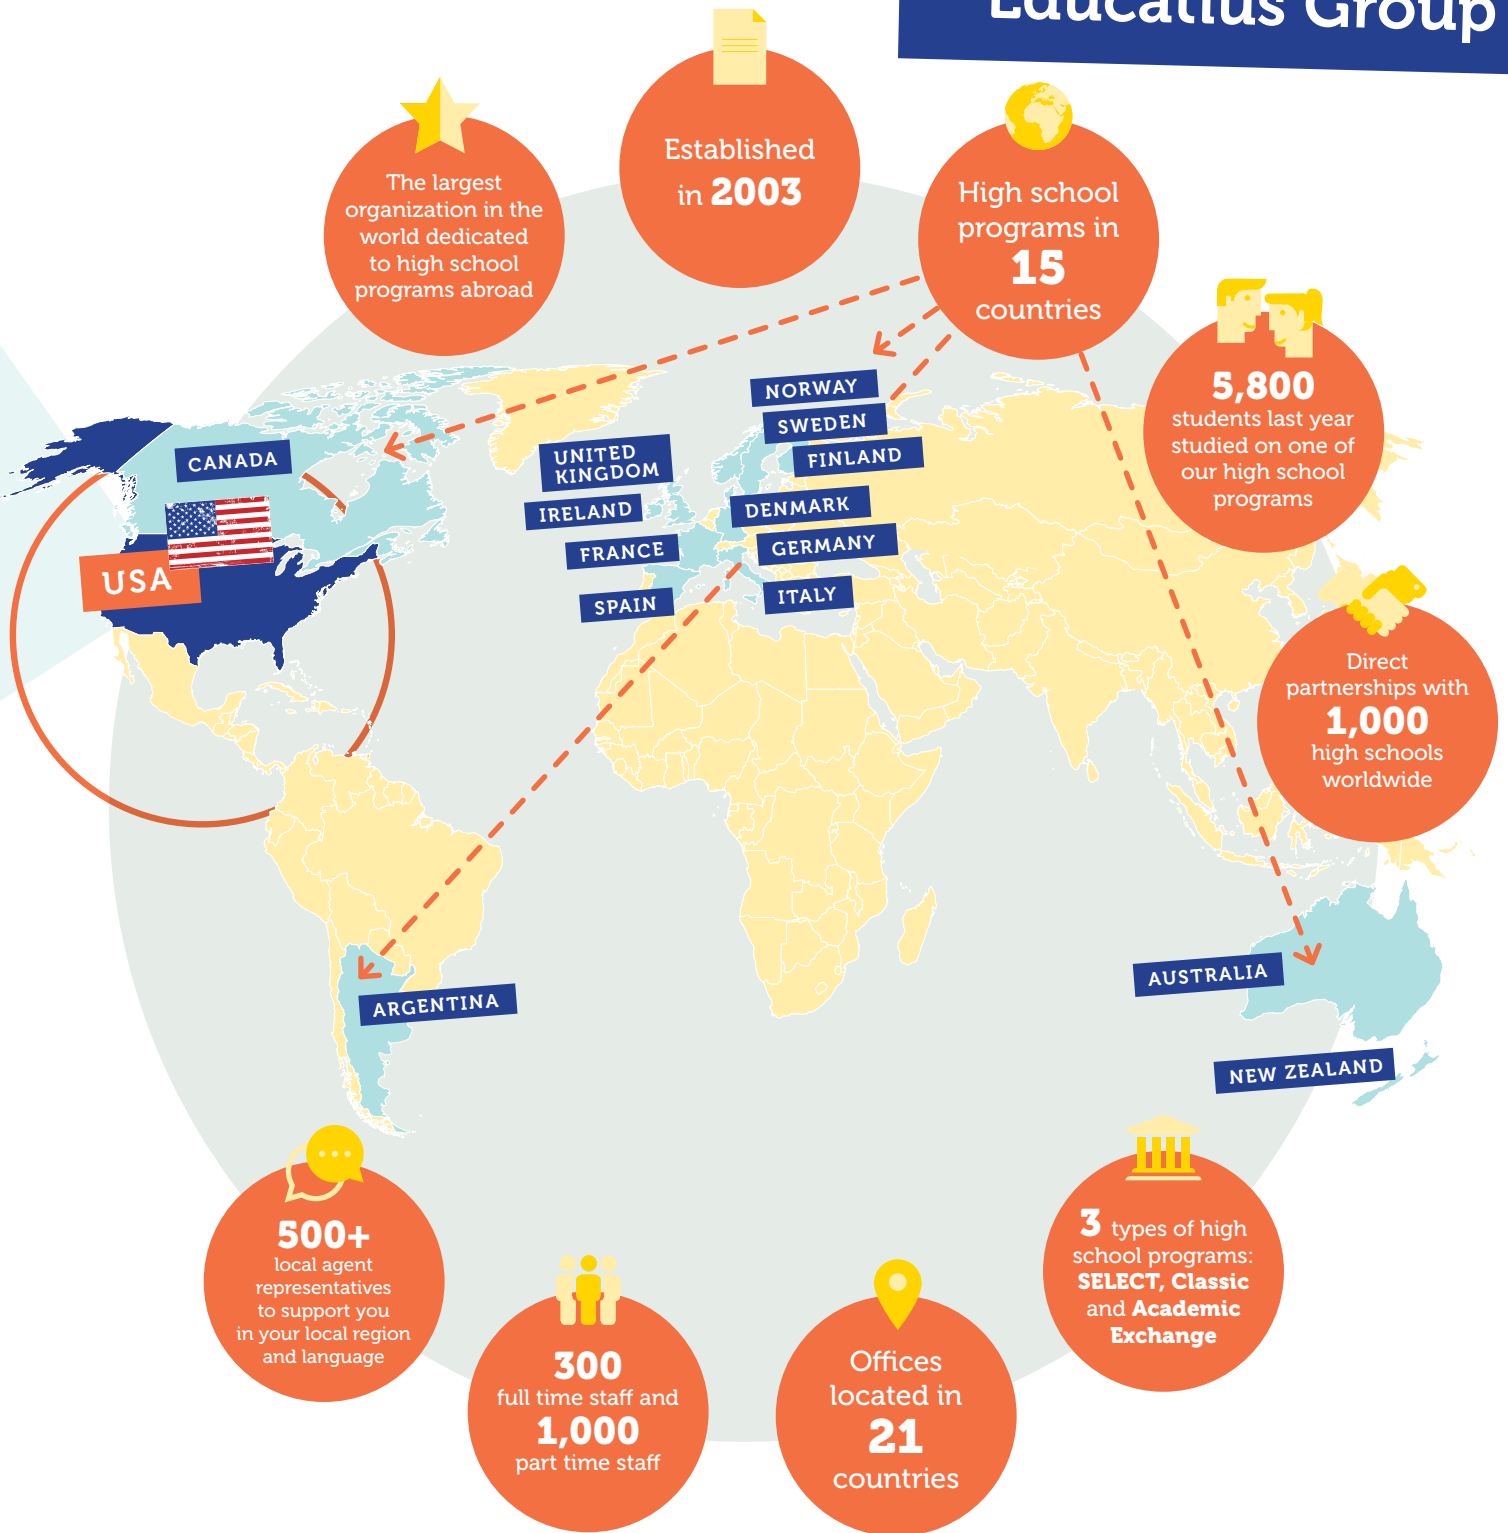 Educatius Group
Established
in 2003
The largest
organization in the
world dedicated
to high school
programs abroad
High school
programs in
15
countries
5,800
students last year
studied on one of
our high school
programs
NORWAY
SWEDEN
FINLAND
UNITED
KINGDOM
CANADA
IRELAND
DENMARK
FRANCE
GERMANY
USA
SPAIN
ITALY
Direct
partnerships with
1,000
high schools
worldwide
ARGENTINA
AUSTRALIA
NEW ZEALAND
500+
local agent
representatives
to support you
in your local region
and language
300
full time staff and
1,000
part time staff
Offices
located in
21
countries
3 types of high
school programs:
SELECT, Classic
and Academic
Exchange